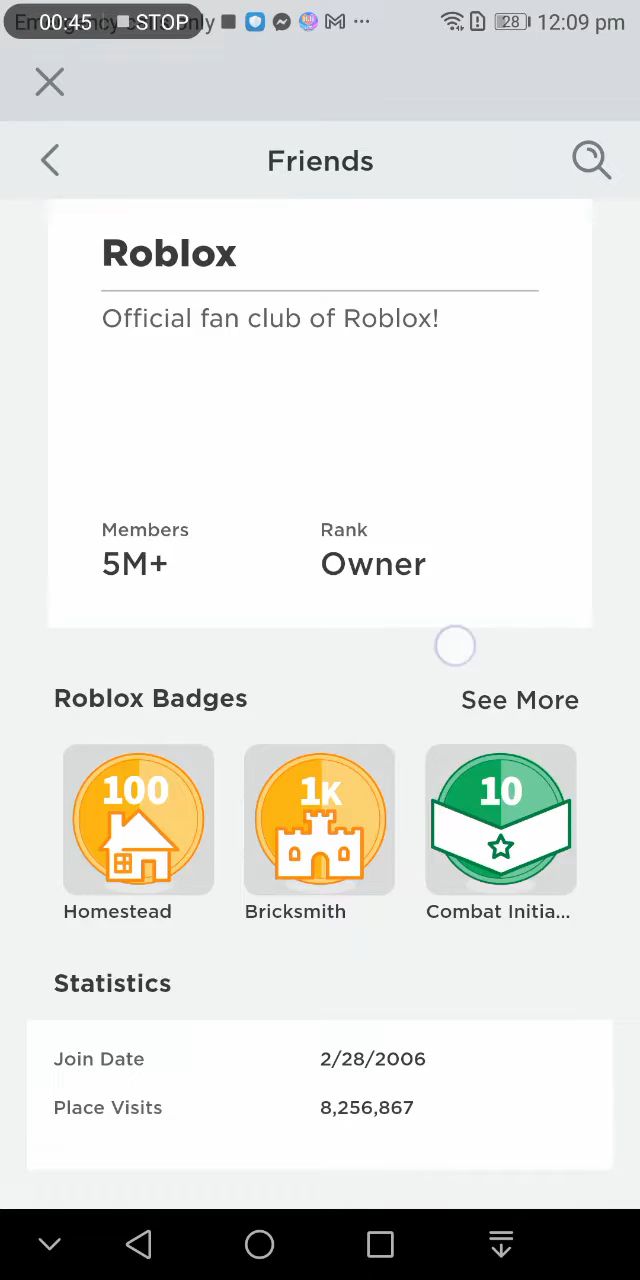 00:45 STOP
28 12:09 pm
Friends
Roblox
Official fan club of Roblox!
Members Rank
5M+ Owner
Roblox Badges See More
100 1K 10
Homestead Bricksmith Combat Initia...
Statistics
Join Date 2/28/2006
Place Visits 8,256,867